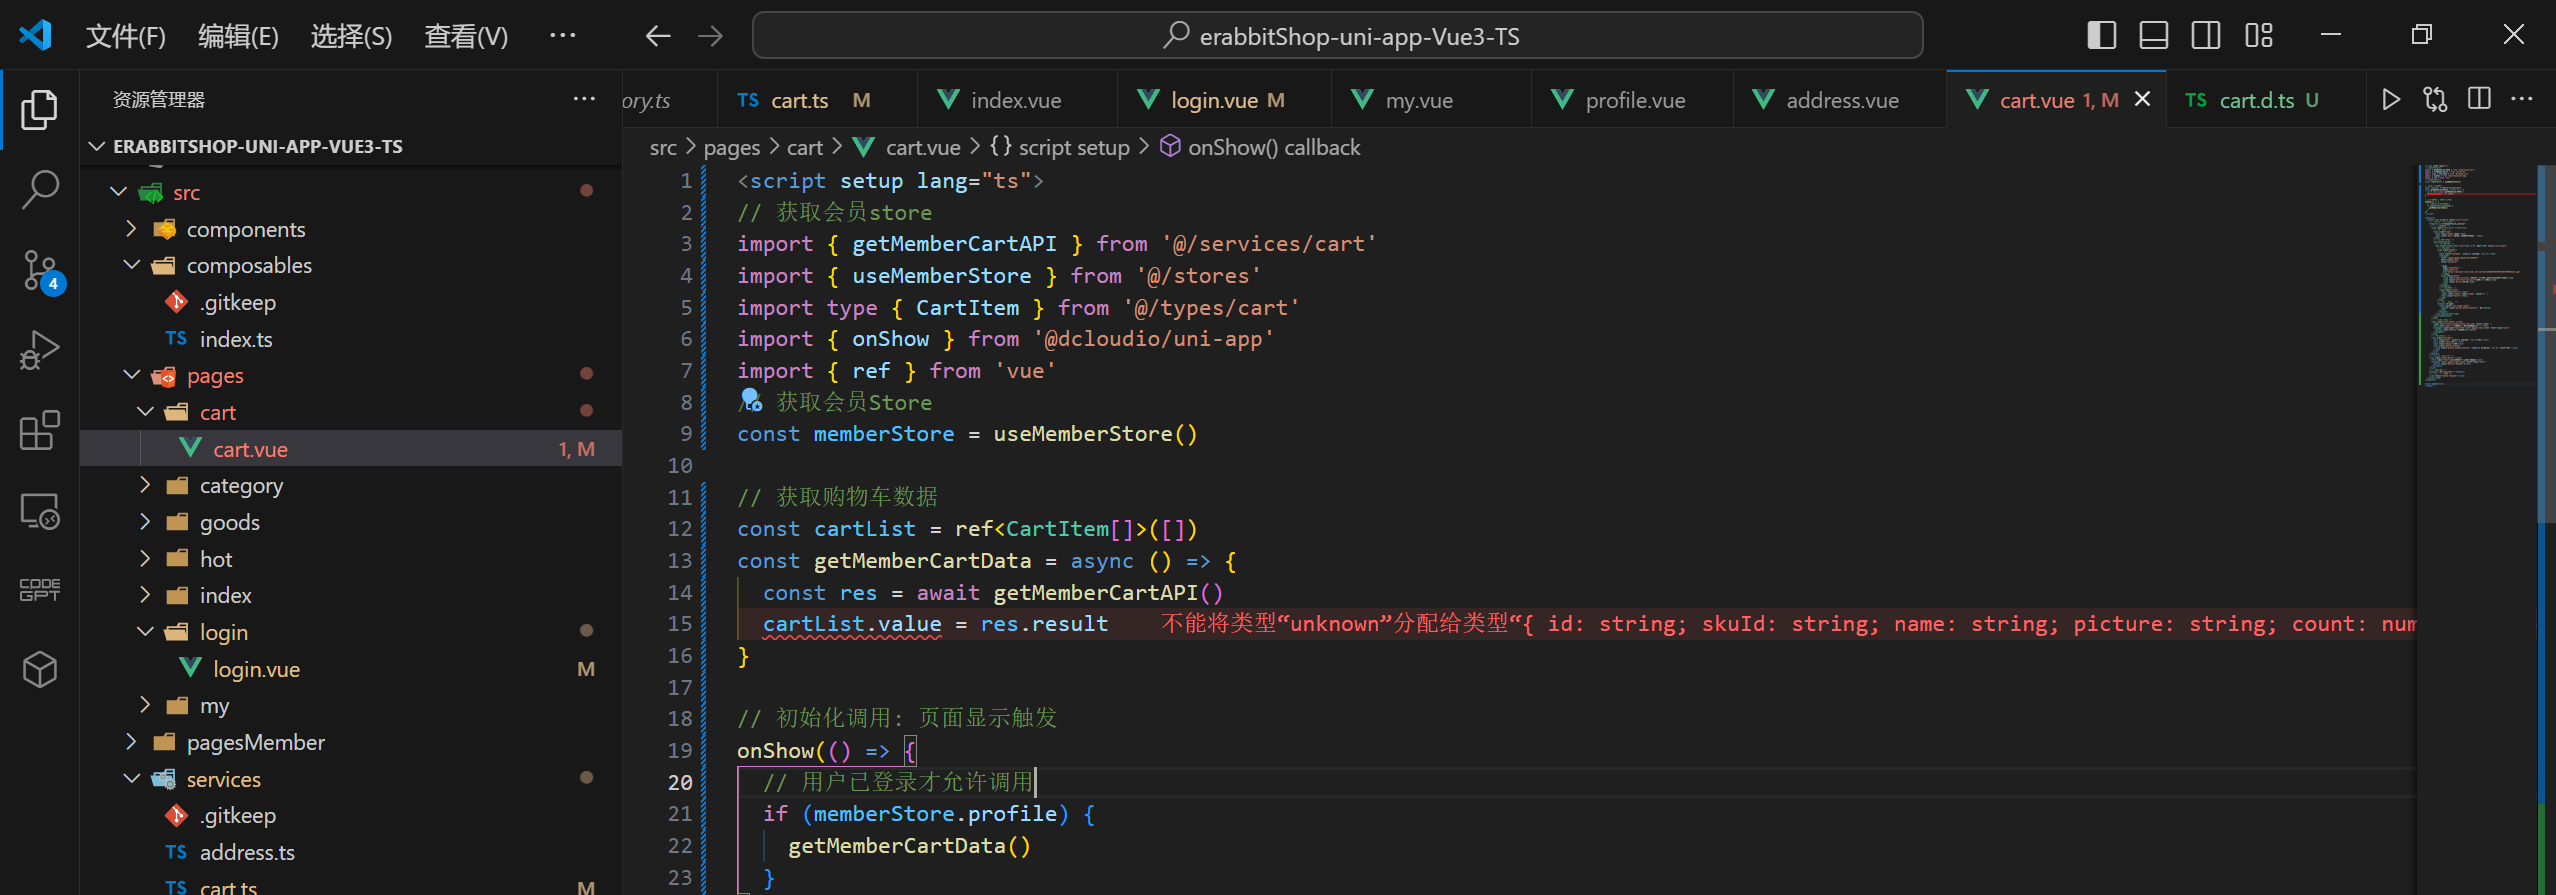 文件(F) 编辑(E) 选择(S) 查看(V) ··· erabbitShop-uni-app-Vue3-TS
资源管理器 ···
ERABBITSHOP-UNI-APP-VUE3-TS
src
components
composables
.gitkeep
TS index.ts
pages
cart
cart.vue 1, M
category
goods
hot
index
login
login.vue M
my
pagesMember
services
.gitkeep
TS address.ts
TS cart.ts M
4
CODE
GPT
ory.ts TS cart.ts M index.vue login.vue M my.vue profile.vue address.vue cart.vue 1, M TS cart.d.ts U ···
src > pages > cart > cart.vue > {} script setup > onShow() callback
1 <script setup lang="ts">
2 // 获取会员store
3 import { getMemberCartAPI } from '@/services/cart'
4 import { useMemberStore } from '@/stores'
5 import type { CartItem } from '@/types/cart'
6 import { onShow } from '@dcloudio/uni-app'
7 import { ref } from 'vue'
8 // 获取会员Store
9 const memberStore = useMemberStore()
10
11 // 获取购物车数据
12 const cartList = ref<CartItem[]>([])
13 const getMemberCartData = async () => {
14 const res = await getMemberCartAPI()
15 cartList.value = res.result 不能将类型“unknown”分配给类型“{ id: string; skuId: string; name: string; picture: string; count: num
16 }
17
18 // 初始化调用: 页面显示触发
19 onShow(() => {
20 // 用户已登录才允许调用
21 if (memberStore.profile) {
22 getMemberCartData()
23 }